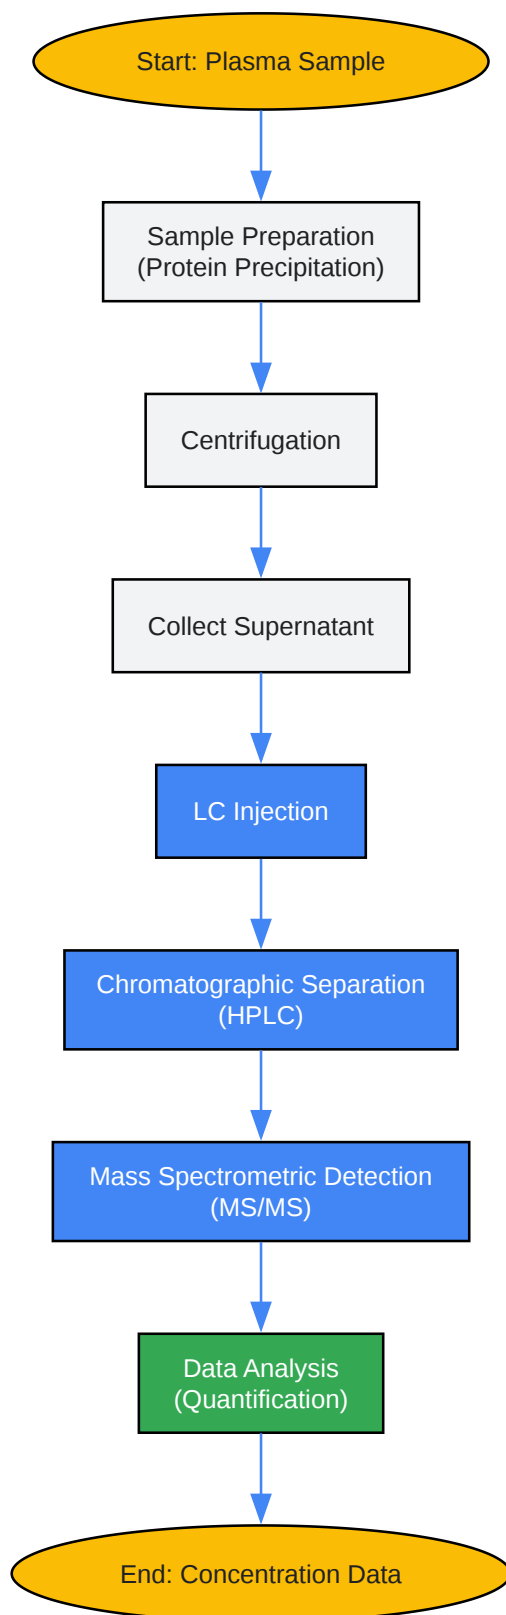 Start: Plasma Sample
Sample Preparation
(Protein Precipitation)
Centrifugation
Collect Supernatant
LC Injection
Chromatographic Separation
(HPLC)
Mass Spectrometric Detection
(MS/MS)
Data Analysis
(Quantification)
End: Concentration Data